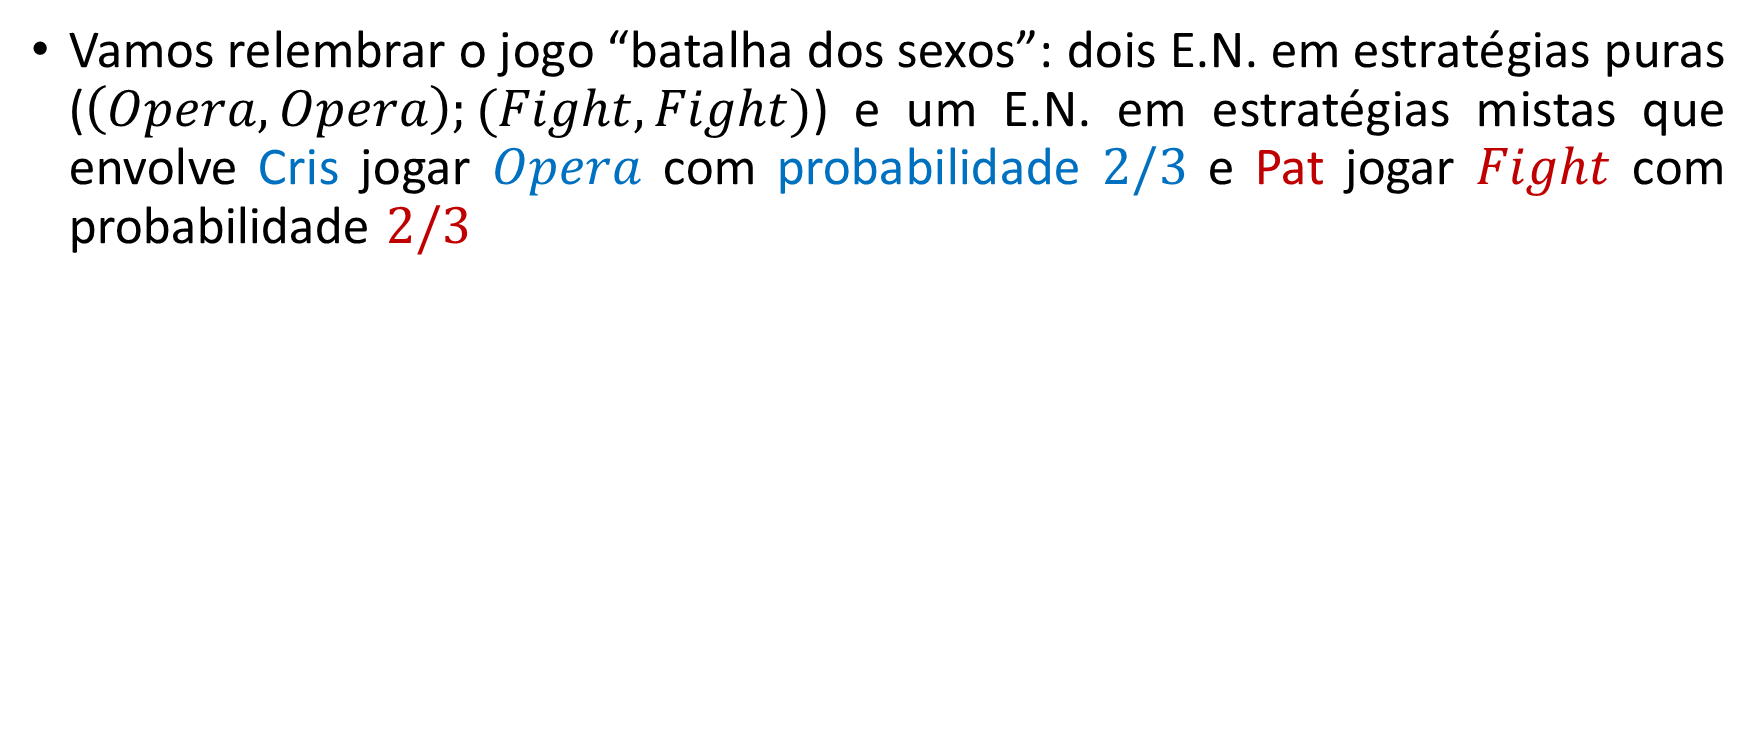 • Vamos relembrar o jogo “batalha dos sexos”: dois E.N. em estratégias puras
((Opera, Opera); (Fight, Fight)) e um E.N. em estratégias mistas que
envolve Cris jogar Opera com probabilidade 2/3 e Pat jogar Fight com
probabilidade 2/3